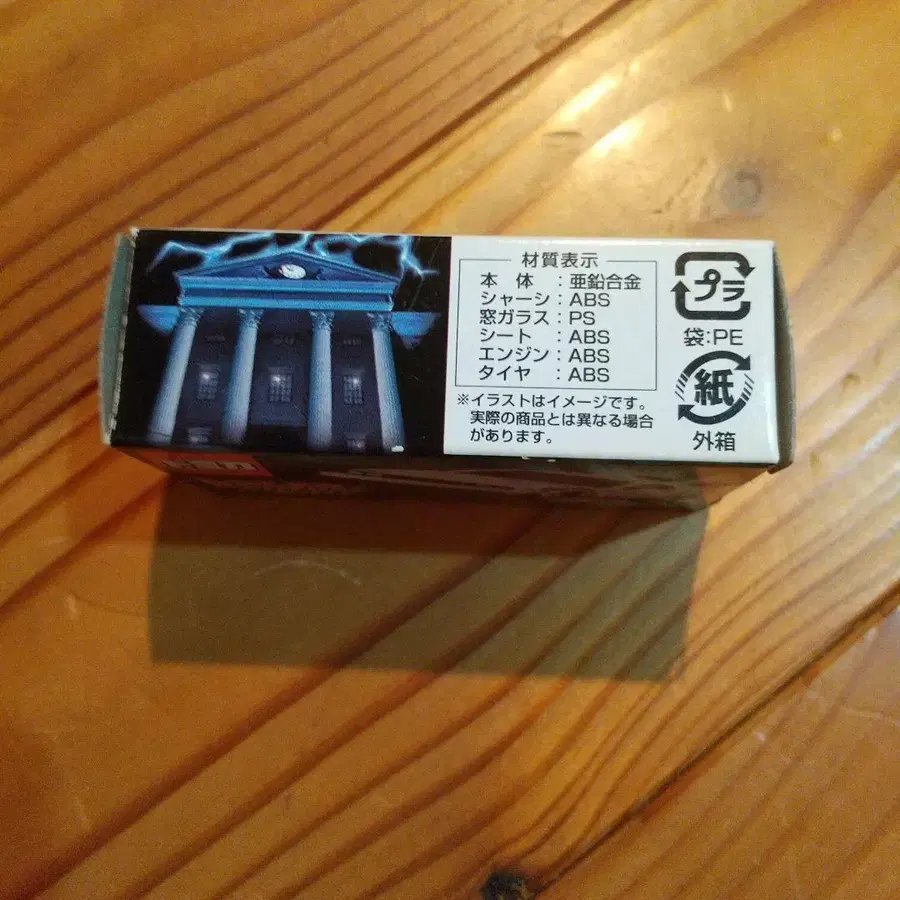 材質表示
本体 : 亜鉛合金
シャーシ : ABS
窓ガラス : PS
シート : ABS
エンジン : ABS
タイヤ : ABS
※イラストはイメージです。
実際の商品とは異なる場合
があります。
プラ
袋:PE
紙
外箱
トミカ